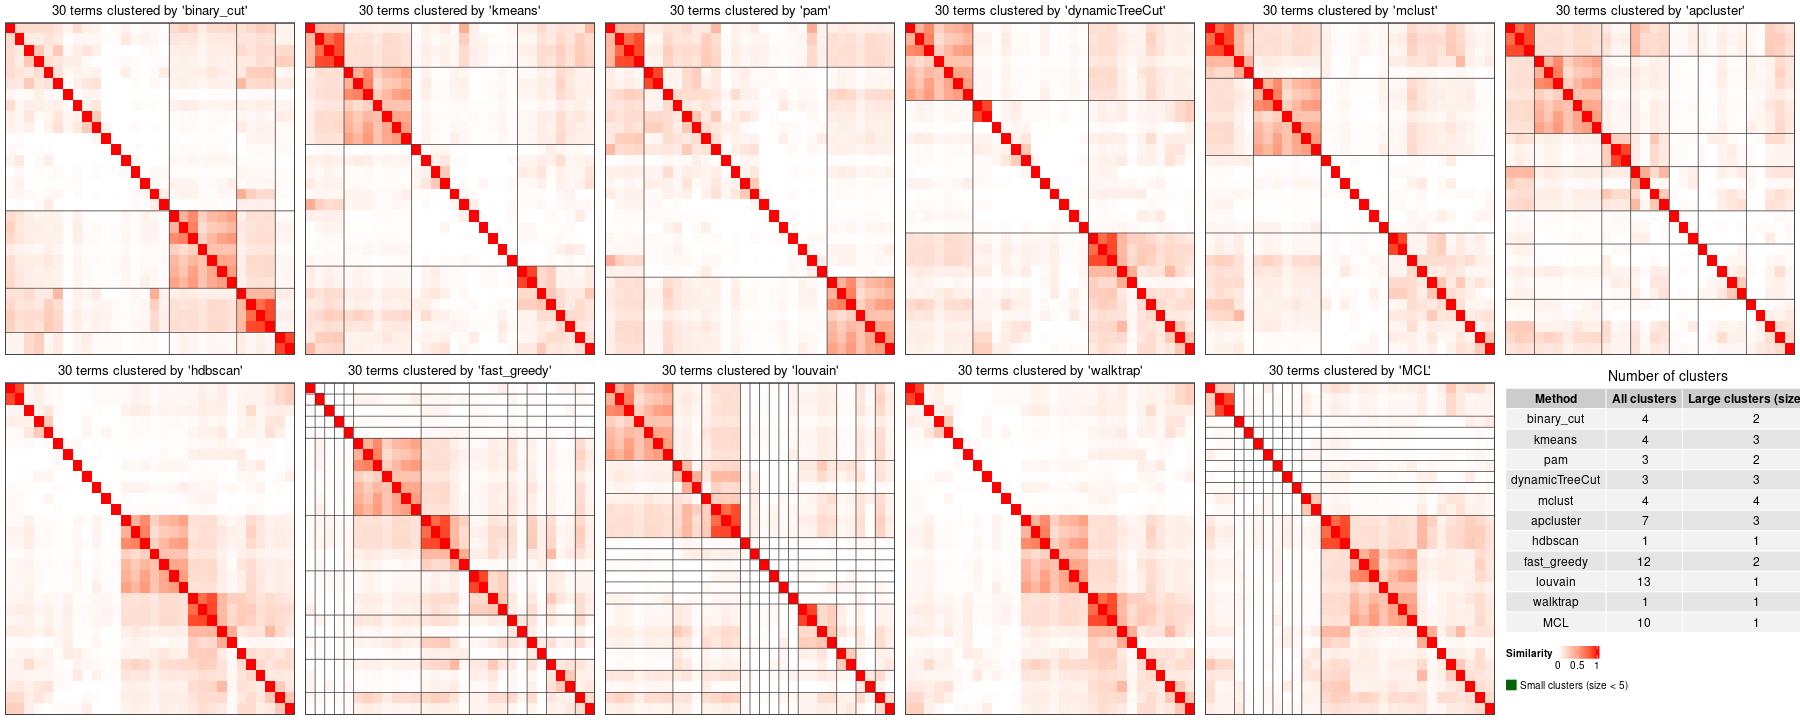 30 terms clustered by 'binary_cut'
30 terms clustered by 'kmeans'
30 terms clustered by 'pam'
30 terms clustered by 'dynamicTreeCut'
30 terms clustered by 'mclust'
30 terms clustered by 'apcluster'
30 terms clustered by 'hdbscan'
30 terms clustered by 'fast_greedy'
30 terms clustered by 'louvain'
30 terms clustered by 'walktrap'
30 terms clustered by 'MCL'
Number of clusters
Method All clusters Large clusters (size
binary_cut 4 2
kmeans 4 3
pam 3 2
dynamicTreeCut 3 3
mclust 4 4
apcluster 7 3
hdbscan 1 1
fast_greedy 12 2
louvain 13 1
walktrap 1 1
MCL 10 1
Similarity
0 0.5 1
Small clusters (size < 5)